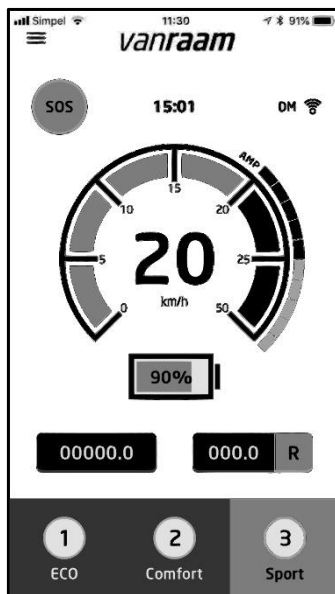 Simpel 11:30 91%
vanraam
SOS 15:01 DM
AMP
15
10 20
5 25
0 50
20
km/h
90%
00000.0 000.0 R
1 2 3
ECO Comfort Sport